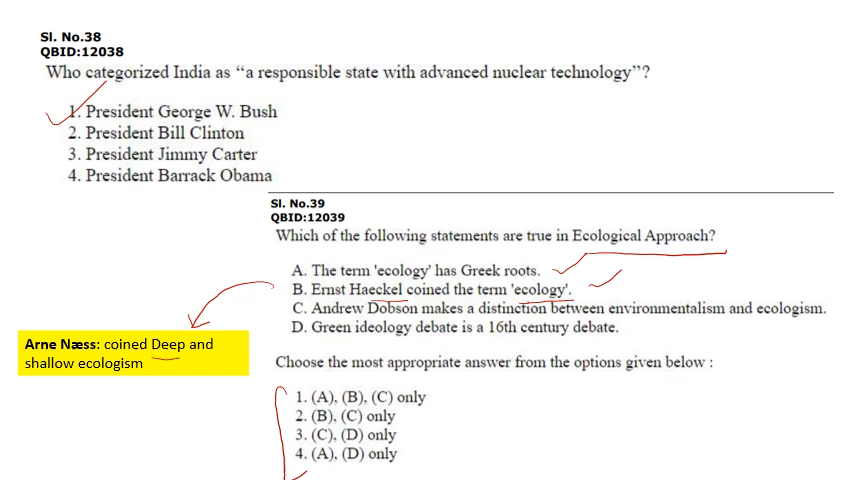 Sl. No.38
QBID:12038
Who categorized India as “a responsible state with advanced nuclear technology”?
1. President George W. Bush
2. President Bill Clinton
3. President Jimmy Carter
4. President Barrack Obama
Sl. No.39
QBID:12039
Which of the following statements are true in Ecological Approach?
A. The term 'ecology' has Greek roots.
B. Ernst Haeckel coined the term 'ecology'.
C. Andrew Dobson makes a distinction between environmentalism and ecologism.
D. Green ideology debate is a 16th century debate.
Arne Næss: coined Deep and
shallow ecologism
Choose the most appropriate answer from the options given below :
1. (A), (B), (C) only
2. (B), (C) only
3. (C), (D) only
4. (A), (D) only